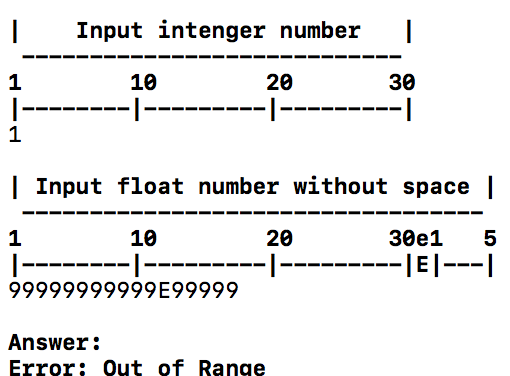 |    Input intenger number   |
 ----------------------------
1        10        20       30
|--------|---------|---------|
1
| Input float number without space |
 ----------------------------------
1        10        20       30e1   5
|--------|---------|---------|E|---|
99999999999E99999
Answer:
Error: Out of Range